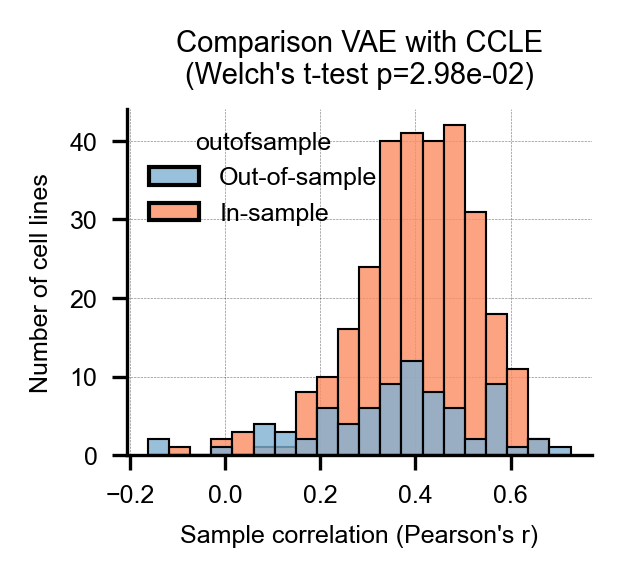 Comparison VAE with CCLE
(Welch's t-test p=2.98e-02)
outofsample
Out-of-sample
In-sample
Number of cell lines
40
30
20
10
0
−0.2
0.0
0.2
0.4
0.6
Sample correlation (Pearson's r)